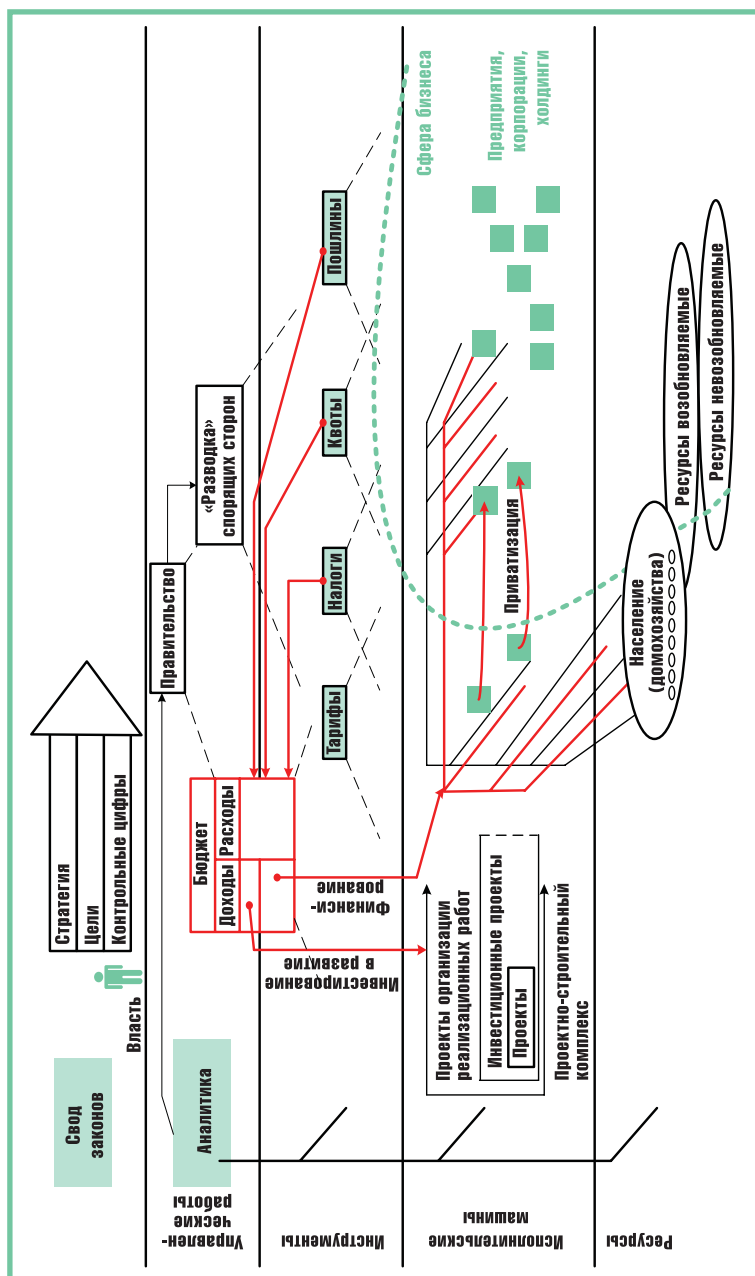 Свод
законов
Власть
Стратегия
Цели
Контрольные цифры
Управлен-
ческие
работы
Аналитика
Бюджет
Доходы
Расходы
Правительство
«Разводка»
спорящих сторон
Инструменты
Инвестирование
в развитие
Финанси-
рование
Тарифы
Налоги
Квоты
Пошлины
Сфера бизнеса
Исполнительские
машины
Проекты организации
реализационных работ
Инвестиционные проекты
Проекты
Проектно-строительный
комплекс
Приватизация
Предприятия,
корпорации,
холдинги
Ресурсы
Население
(домохозяйства)
Ресурсы возобновляемые
Ресурсы невозобновляемые